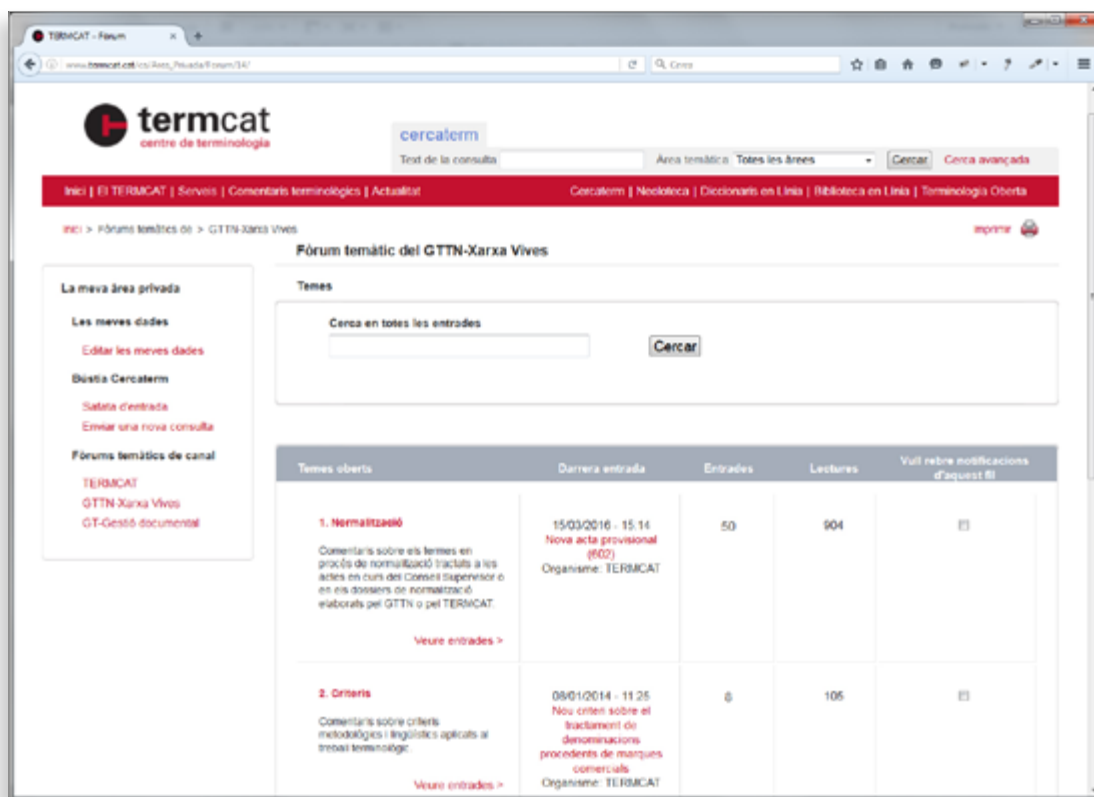 TERMCAT - Fòrum
www.termcat.cat/ca/Area_Privada/Forum/14/
Cerca
termcat
centre de terminologia
cercaterm
Text de la consulta
Àrea temàtica Totes les àrees
Cercar
Cerca avançada
Inici | El TERMCAT | Serveis | Comentaris terminològics | Actualitat
Cercaterm | Neoloteca | Diccionaris en Línia | Biblioteca en Línia | Terminologia Oberta
Inici > Fòrums temàtics de > GTTN-Xarxa Vives
Imprimir
Fòrum temàtic del GTTN-Xarxa Vives
La meva àrea privada
Les meves dades
Editar les meves dades
Bústia Cercaterm
Safata d'entrada
Enviar una nova consulta
Fòrums temàtics de canal
TERMCAT
GTTN-Xarxa Vives
GT-Gestió documental
Temes
Cerca en totes les entrades
Cercar
Temes oberts
Darrera entrada
Entrades
Lectures
Vull rebre notificacions
d'aquest fil
1. Normalització
Comentaris sobre els termes en
procés de normalització tractats a les
actes en curs del Consell Supervisor o
en els dossiers de normalització
elaborats pel GTTN o pel TERMCAT.
Veure entrades >
15/03/2016 - 15:14
Nova acta provisional
(602)
Organisme: TERMCAT
50
904
2. Criteris
Comentaris sobre criteris
metodològics i lingüístics aplicats al
treball terminològic.
Veure entrades >
08/01/2014 - 11:25
Nou criteri sobre el
tractament de
denominacions
procedents de marques
comercials
Organisme: TERMCAT
105